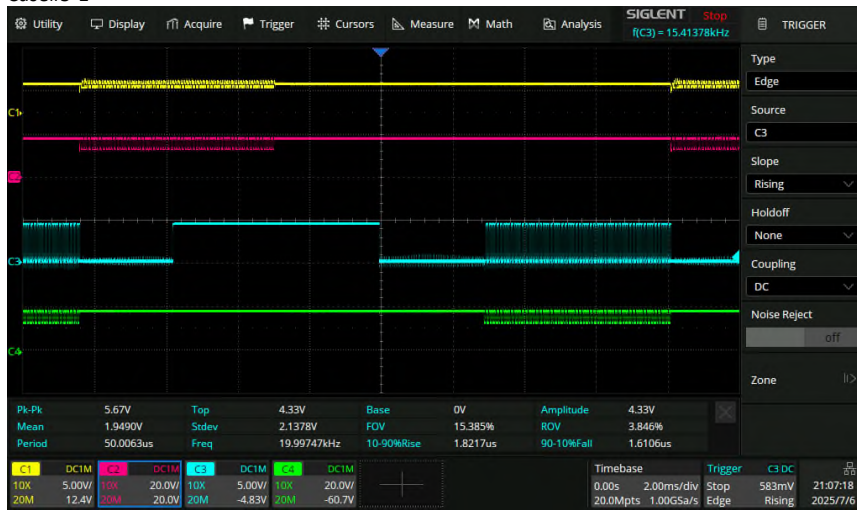 Utility Display Acquire Trigger Cursors Measure Math Analysis SIGLENT Stop TRIGGER
f(C3) = 15.41378kHz
Type
Edge
Source
C3
Slope
Rising
Holdoff
None
Coupling
DC
Noise Reject
off
Zone
C1
C2
C3
C4
Pk-Pk 5.67V Top 4.33V Base 0V Amplitude 4.33V
Mean 1.9490V Stdev 2.1378V FOV 15.385% ROV 3.846%
Period 50.0063us Freq 19.99747kHz 10-90%Rise 1.8217us 90-10%Fall 1.6106us
C1 DC1M C2 DC1M C3 DC1M C4 DC1M Timebase Trigger C3 DC
10X 5.00V/ 10X 20.0V/ 10X 5.00V/ 10X 20.0V/ 0.00s 2.00ms/div Stop 583mV 21:07:18
20M 12.4V 20M 20.0V 20M -4.83V 20M -60.7V 20.0Mpts 1.00GSa/s Edge Rising 2025/7/6